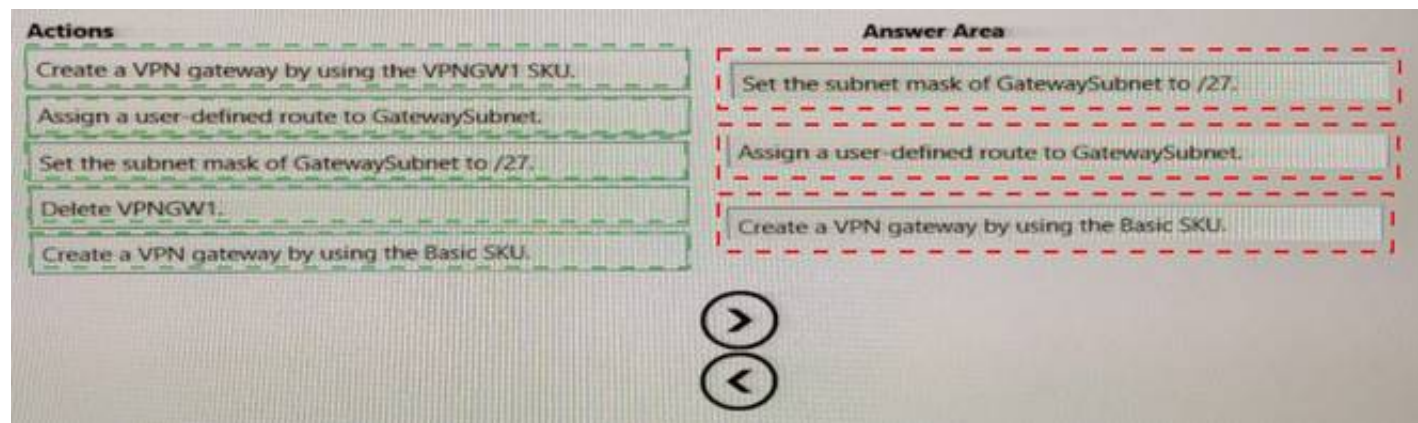 Actions
Create a VPN gateway by using the VPNGW1 SKU.
Assign a user-defined route to GatewaySubnet.
Set the subnet mask of GatewaySubnet to /27.
Delete VPNGW1.
Create a VPN gateway by using the Basic SKU.
Answer Area
Set the subnet mask of GatewaySubnet to /27.
Assign a user-defined route to GatewaySubnet.
Create a VPN gateway by using the Basic SKU.